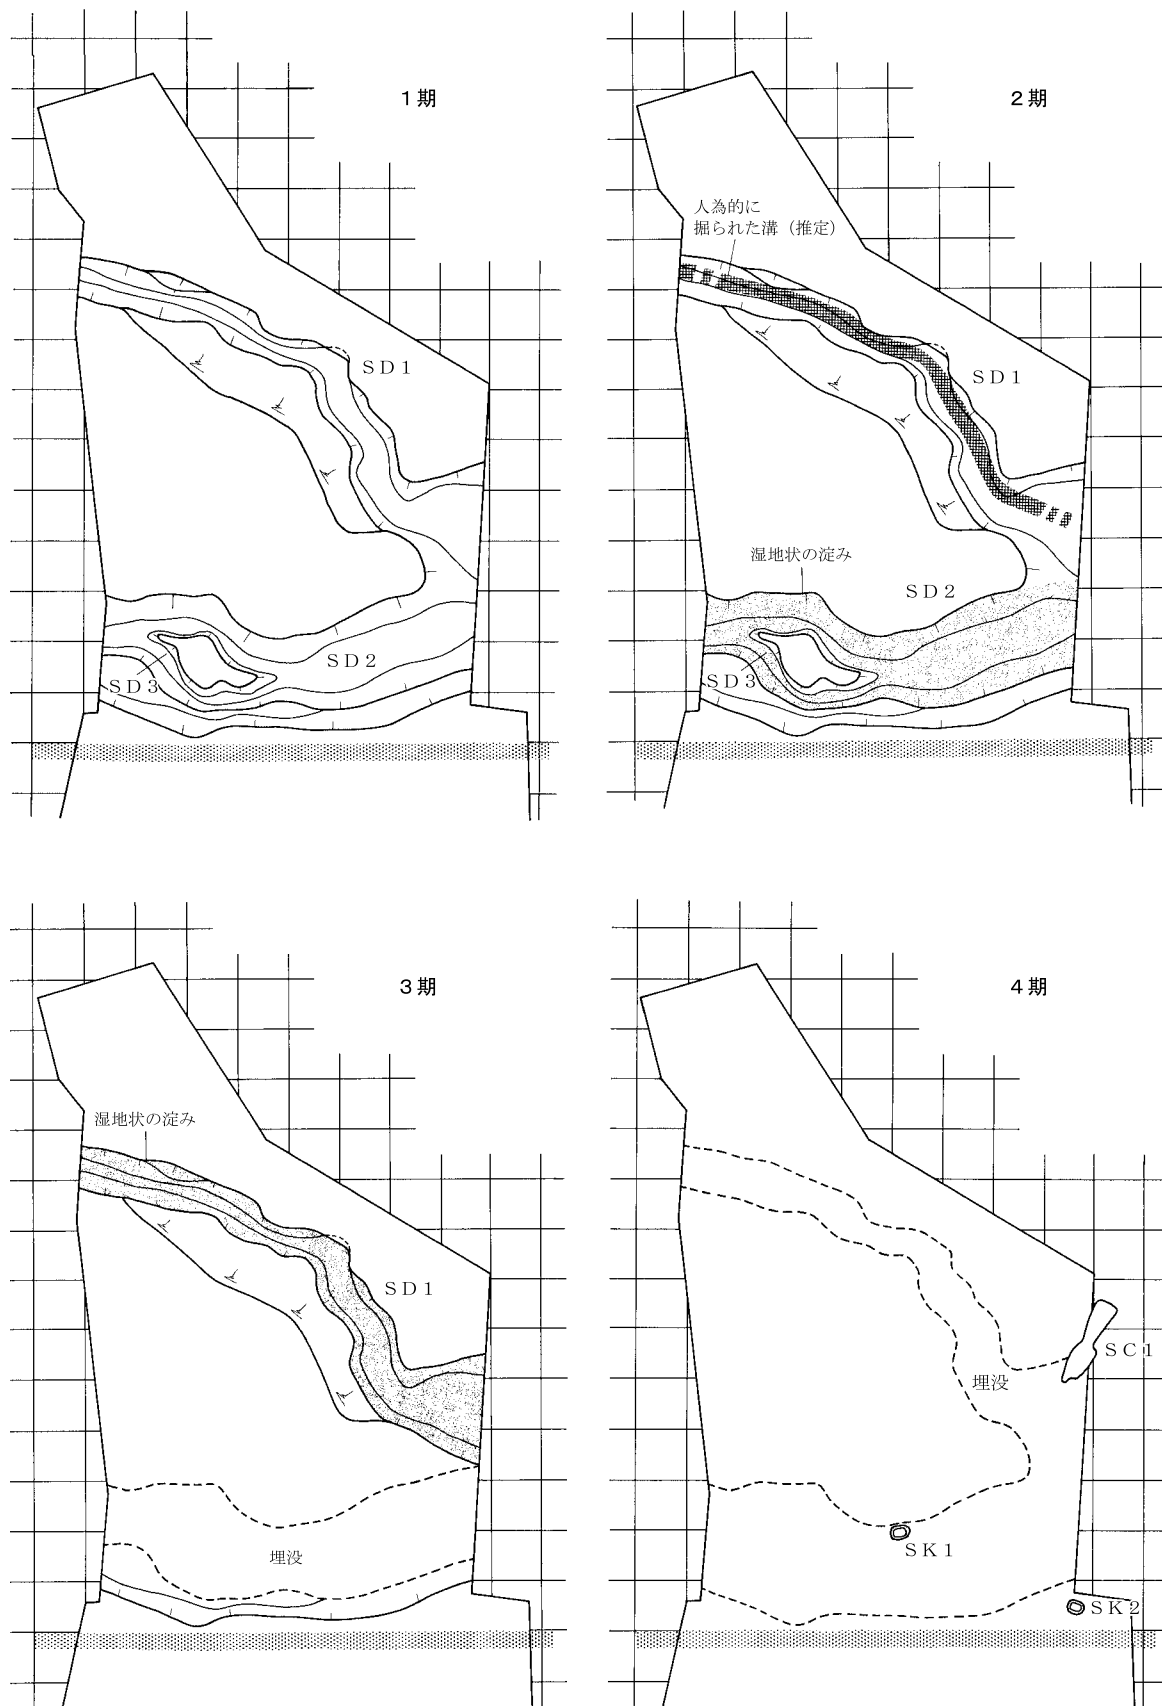 1期
SD1
SD2
SD3
2期
人為的に
掘られた溝（推定）
SD1
湿地状の淀み
SD2
SD3
3期
湿地状の淀み
SD1
埋没
4期
SC1
埋没
SK1
SK2